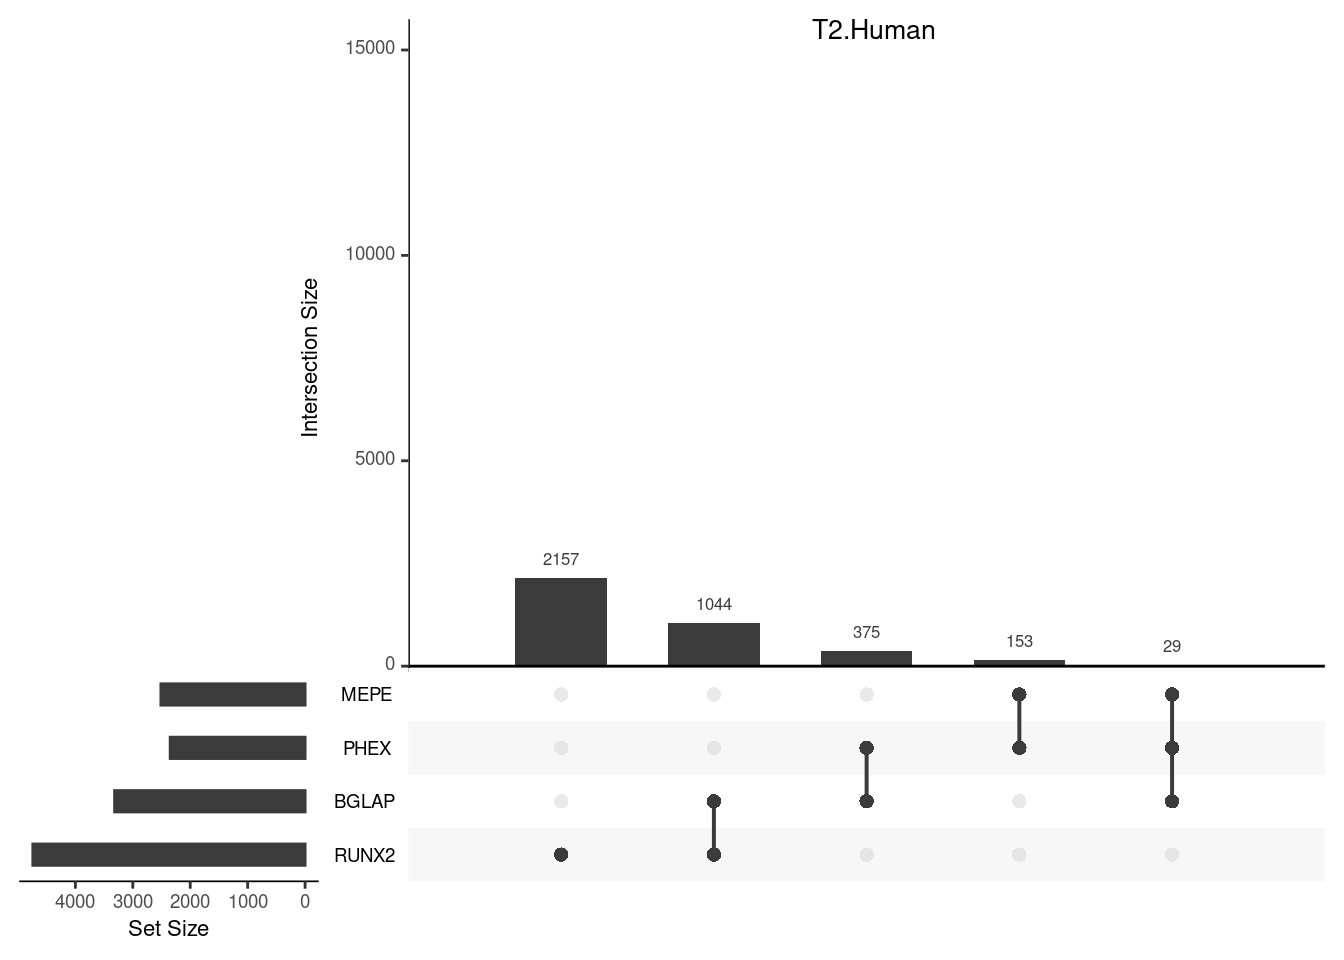 T2.Human
15000
10000
5000
0
Intersection Size
2157
1044
375
153
29
MEPE
PHEX
BGLAP
RUNX2
4000 3000 2000 1000 0
Set Size